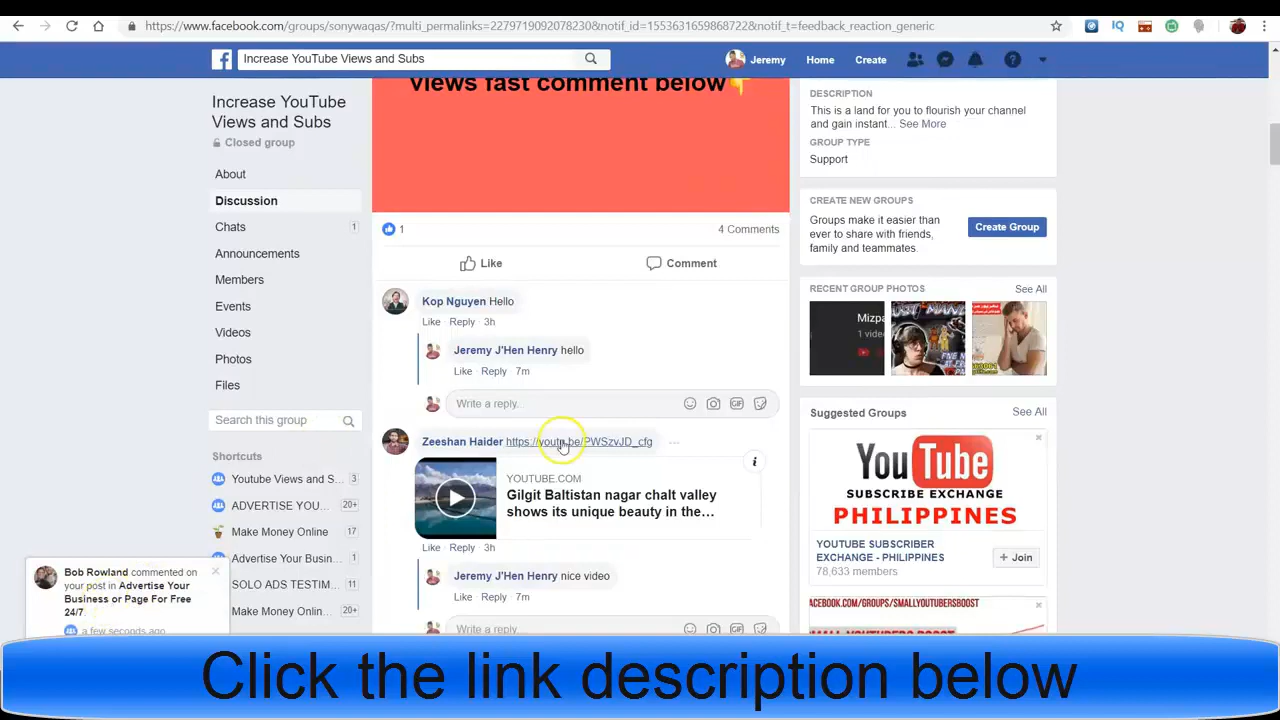 https://www.facebook.com/groups/sonywaqas/?multi_permalinks=2279719092078230&notif_id=1553631659868722&notif_t=feedback_reaction_generic
Increase YouTube Views and Subs
Jeremy
Home
Create
Increase YouTube
Views and Subs
Closed group
About
Discussion
Chats
1
Announcements
Members
Events
Videos
Photos
Files
Search this group
Shortcuts
Youtube Views and S...
3
ADVERTISE YOU...
20+
Make Money Online
Advertise Your Busin...
1
SOLO ADS TESTIM...
11
Make Money Onlin...
20+
Bob Rowland commented on
your post in Advertise Your
Business or Page For Free
24/7.
a few seconds ago
views fast comment below👇
1
4 Comments
Like
Comment
Kop Nguyen Hello
Like · Reply · 3h
Jeremy J'Hen Henry hello
Like · Reply · 7m
Write a reply...
GIF
Zeeshan Haider https://youtu.be/PWSzvJD_cfg
YOUTUBE.COM
Gilgit Baltistan nagar chalt valley
shows its unique beauty in the...
Like · Reply · 3h
Jeremy J'Hen Henry nice video
Like · Reply · 7m
Write a reply...
GIF
DESCRIPTION
This is a land for you to flourish your channel
and gain instant... See More
GROUP TYPE
Support
CREATE NEW GROUPS
Groups make it easier than
ever to share with friends,
family and teammates.
Create Group
RECENT GROUP PHOTOS
See All
Mizpa
1 vide
Suggested Groups
See All
YouTube
SUBSCRIBE EXCHANGE
PHILIPPINES
YOUTUBE SUBSCRIBER
EXCHANGE - PHILIPPINES
78,633 members
+ Join
ACEBOOK.COM/GROUPS/SMALLYOUTUBERSBOOST
Click the link description below